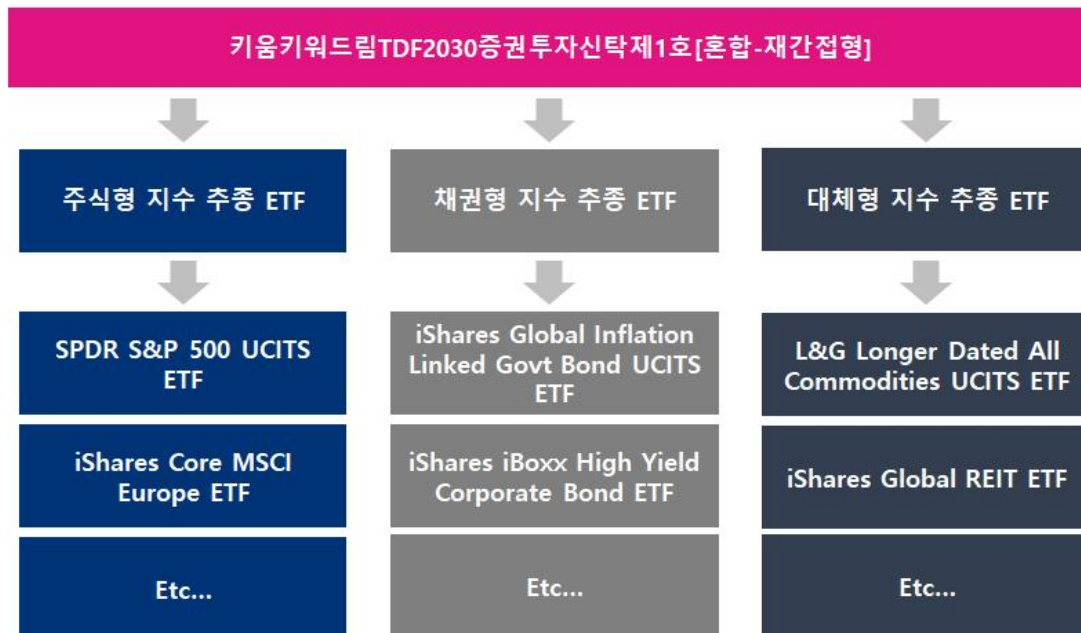 키움키워드림TDF2030증권투자신탁제1호[혼합-재간접형]
주식형 지수 추종 ETF
채권형 지수 추종 ETF
대체형 지수 추종 ETF
SPDR S&P 500 UCITS
ETF
iShares Global Inflation
Linked Govt Bond UCITS
ETF
L&G Longer Dated All
Commodities UCITS ETF
iShares Core MSCI
Europe ETF
iShares iBoxx High Yield
Corporate Bond ETF
iShares Global REIT ETF
Etc...
Etc...
Etc...